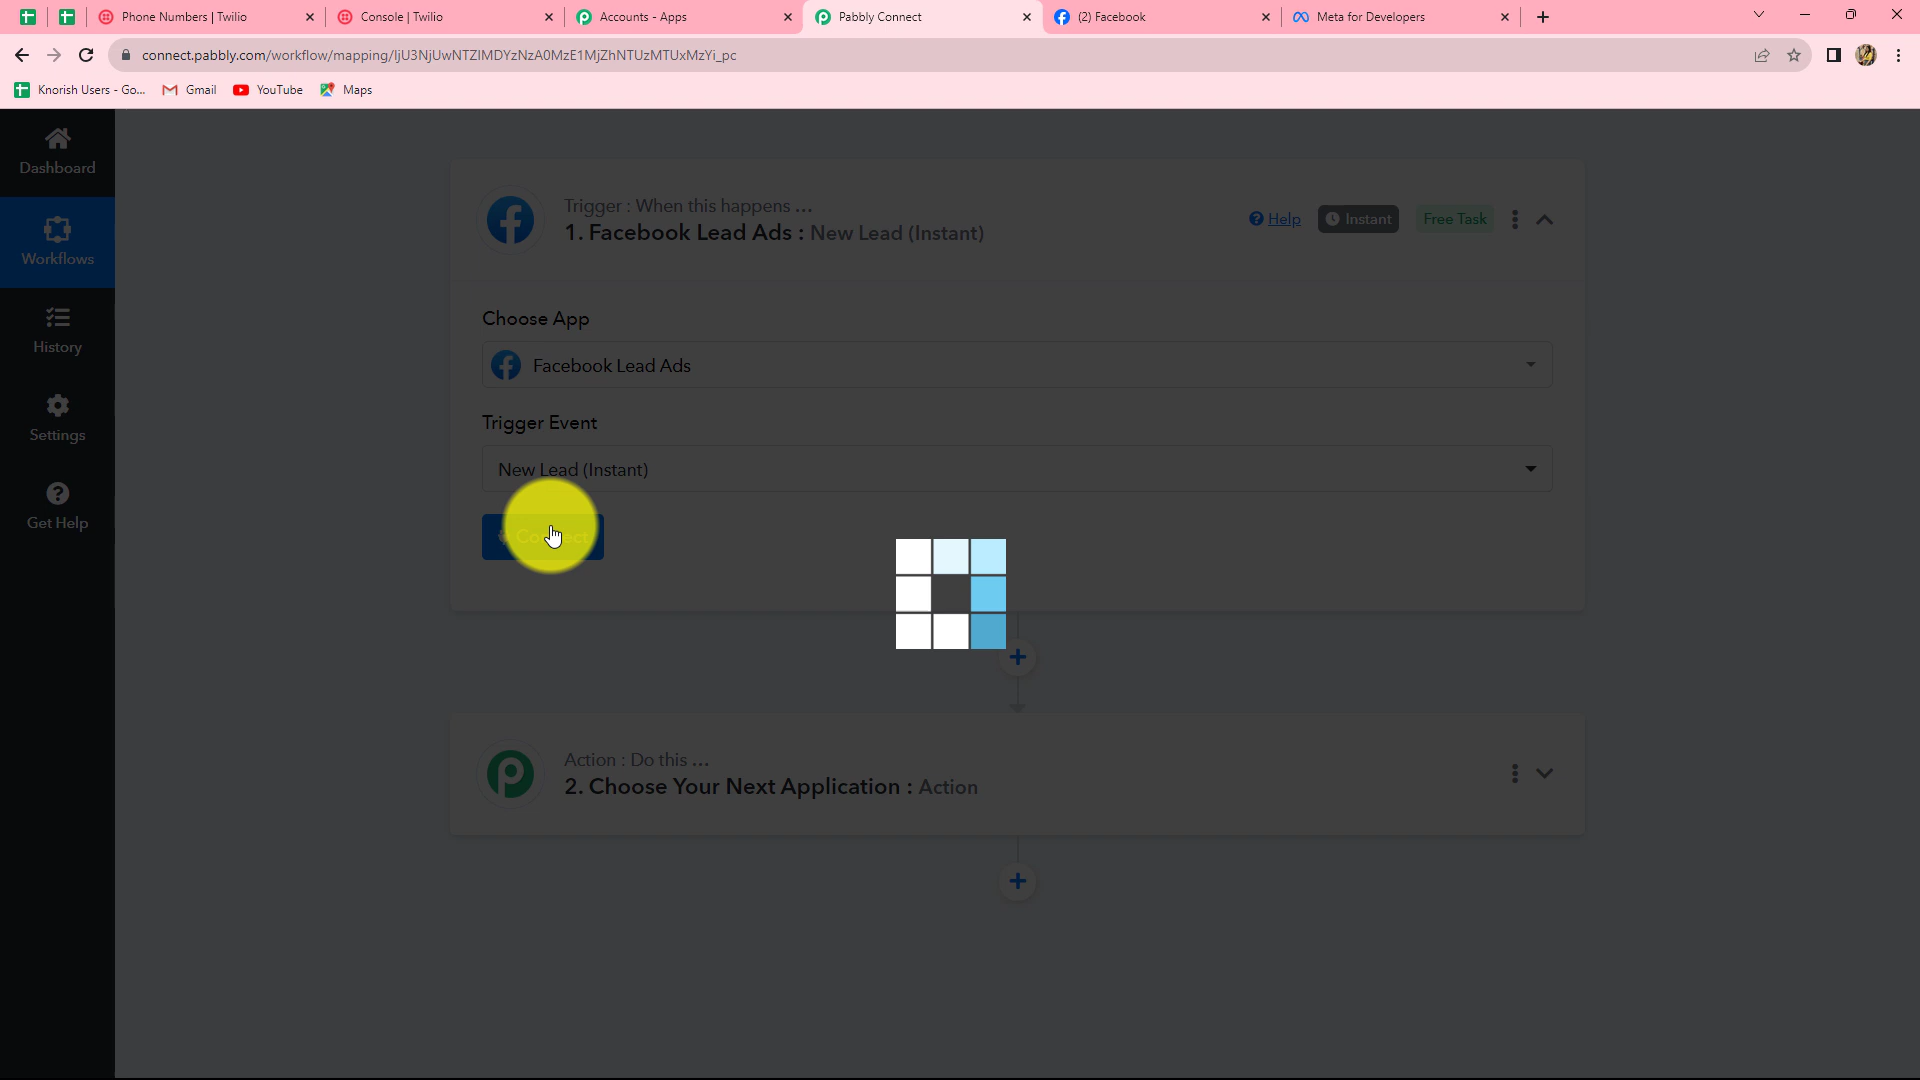 Phone Numbers | Twilio
Console | Twilio
Accounts - Apps
Pabbly Connect
(2) Facebook
Meta for Developers
connect.pabbly.com/workflow/mapping/IjU3NjUwNTZlMDYzNzA0MzE1MjZhNTUzMTUxMzYi_pc
Knorish Users - Go...
Gmail
YouTube
Maps
Dashboard
Workflows
History
Settings
Get Help
Trigger : When this happens ...
1. Facebook Lead Ads : New Lead (Instant)
Help
Instant
Free Task
Choose App
Facebook Lead Ads
Trigger Event
New Lead (Instant)
Connect
Action : Do this ...
2. Choose Your Next Application : Action